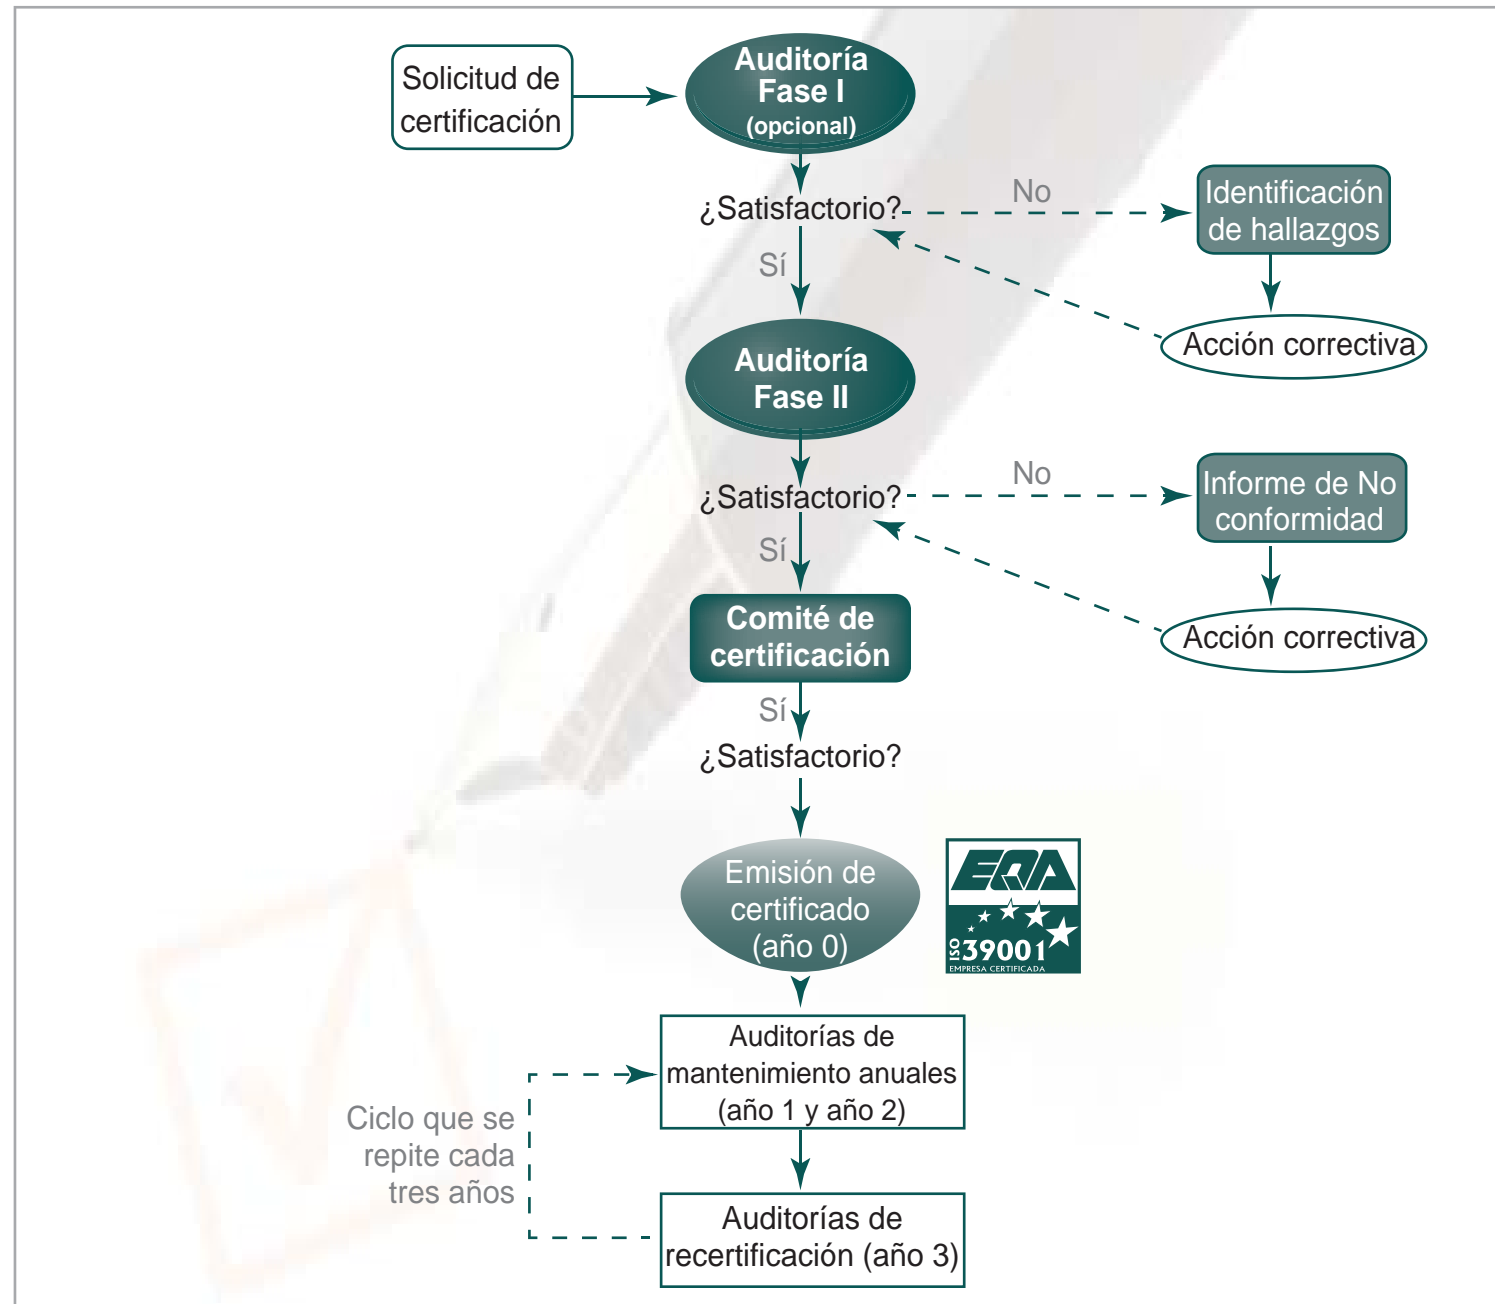 Solicitud de
certificación
Auditoría
Fase I
(opcional)
¿Satisfactorio?
No
Identificación
de hallazgos
Acción correctiva
Sí
Auditoría
Fase II
¿Satisfactorio?
No
Informe de No
conformidad
Acción correctiva
Sí
Comité de
certificación
Sí
¿Satisfactorio?
Emisión de
certificado
(año 0)
EQA
ISO 39001
EMPRESA CERTIFICADA
Auditorías de
mantenimiento anuales
(año 1 y año 2)
Ciclo que se
repite cada
tres años
Auditorías de
recertificación (año 3)